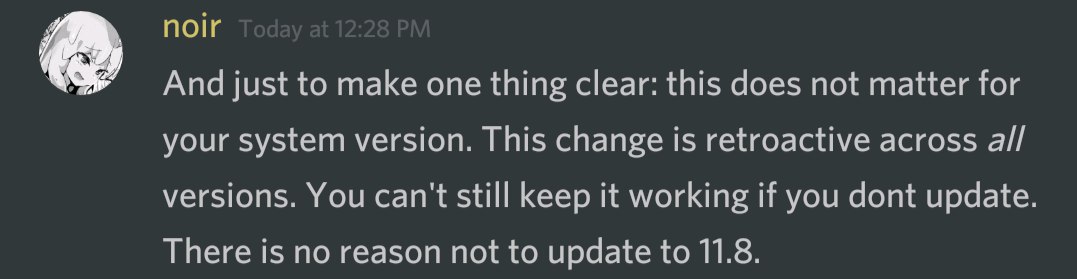 noir Today at 12:28 PM
And just to make one thing clear: this does not matter for
your system version. This change is retroactive across all
versions. You can't still keep it working if you dont update.
There is no reason not to update to 11.8.